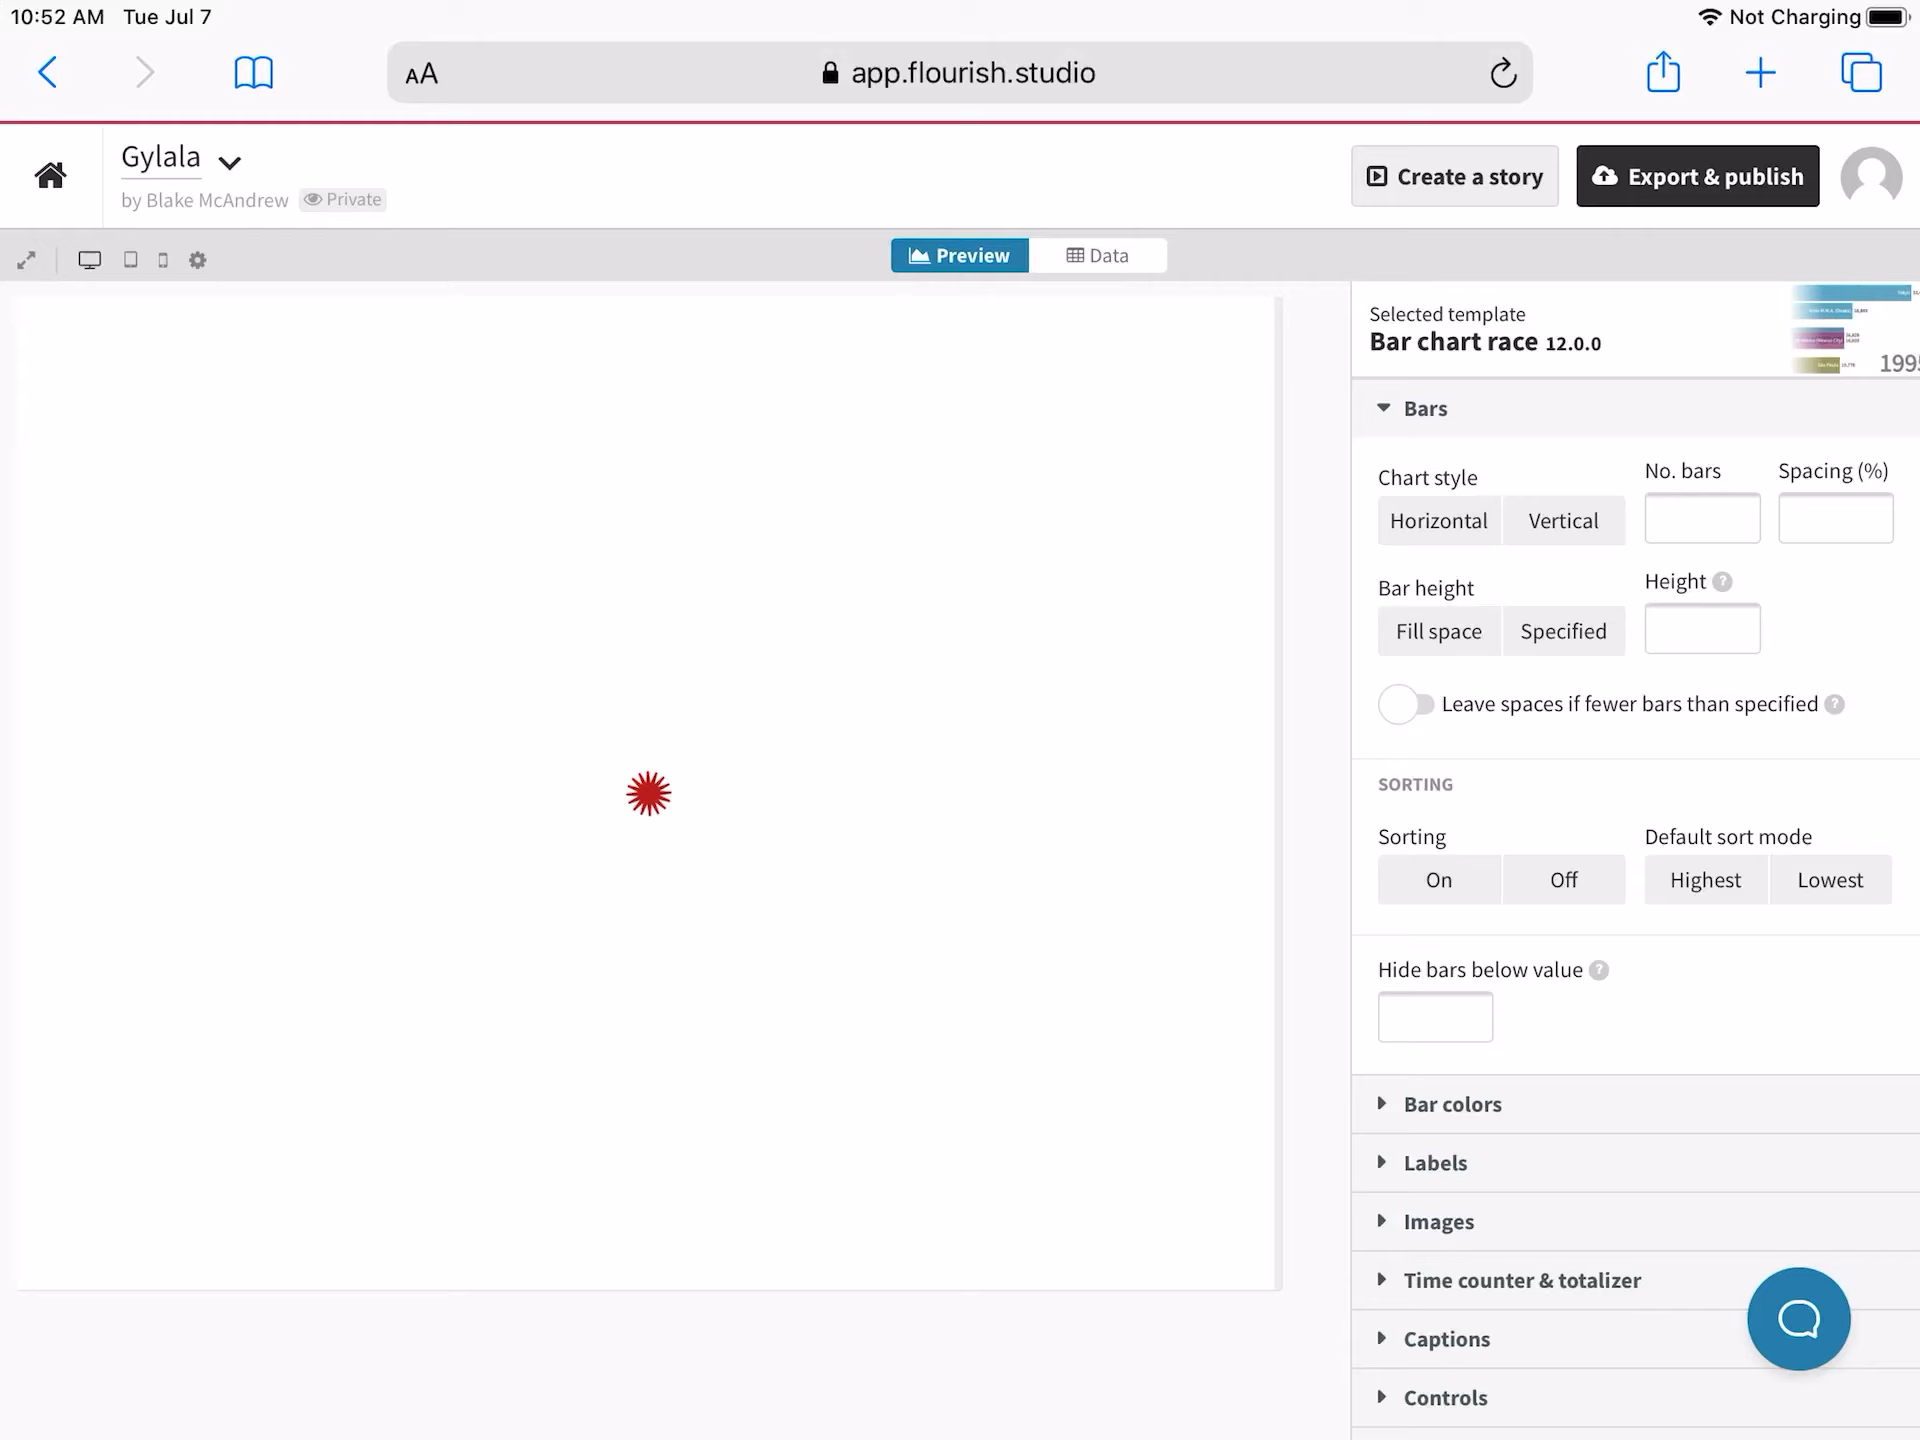 10:52 AM Tue Jul 7
Not Charging
AA
app.flourish.studio
Gylala
by Blake McAndrew
Private
Create a story
Export & publish
Preview
Data
Selected template
Bar chart race 12.0.0
Bars
Chart style
No. bars
Spacing (%)
Horizontal
Vertical
Bar height
Height ?
Fill space
Specified
Leave spaces if fewer bars than specified ?
SORTING
Sorting
Default sort mode
On
Off
Highest
Lowest
Hide bars below value ?
Bar colors
Labels
Images
Time counter & totalizer
Captions
Controls